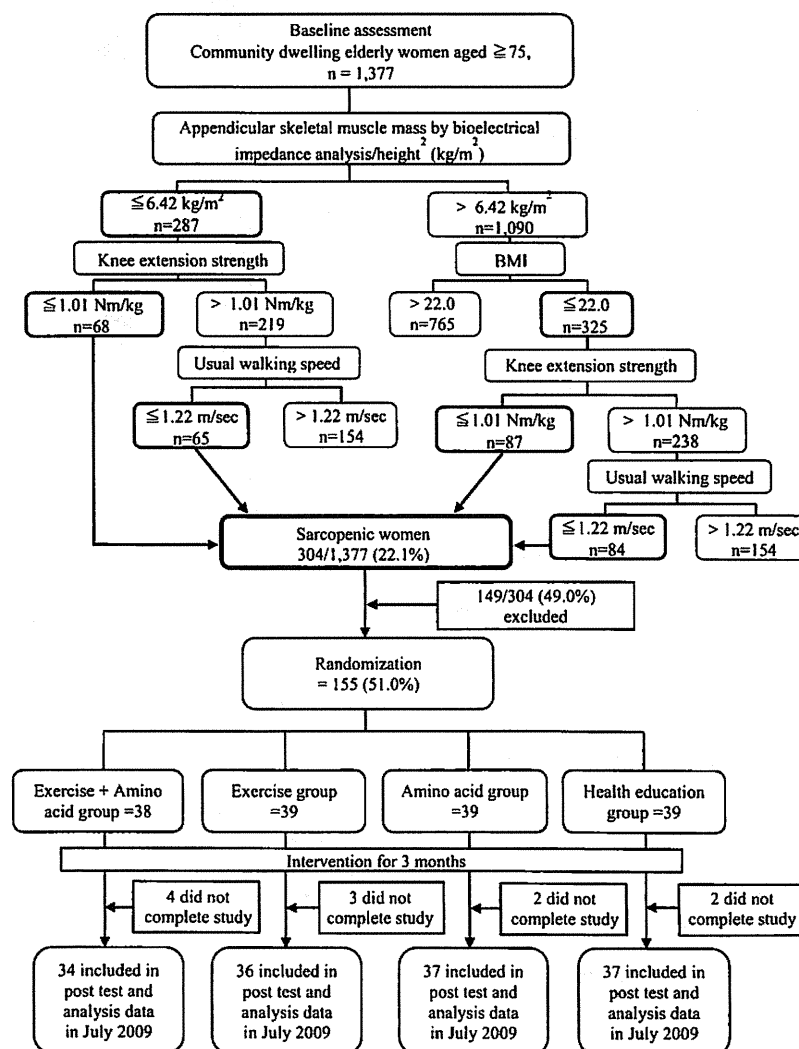 Baseline assessment
Community dwelling elderly women aged ≧75,
n = 1,377
Appendicular skeletal muscle mass by bioelectrical
impedance analysis/height² (kg/m²)
≦6.42 kg/m²
n=287
> 6.42 kg/m²
n=1,090
Knee extension strength
BMI
≦1.01 Nm/kg
n=68
> 1.01 Nm/kg
n=219
> 22.0
n=765
≦22.0
n=325
Usual walking speed
Knee extension strength
≦1.22 m/sec
n=65
> 1.22 m/sec
n=154
≦1.01 Nm/kg
n=87
> 1.01 Nm/kg
n=238
Usual walking speed
Sarcopenic women
304/1,377 (22.1%)
≦1.22 m/sec
n=84
> 1.22 m/sec
n=154
149/304 (49.0%)
excluded
Randomization
= 155 (51.0%)
Exercise + Amino
acid group =38
Exercise group
=39
Amino acid group
=39
Health education
group =39
Intervention for 3 months
4 did not
complete study
3 did not
complete study
2 did not
complete study
2 did not
complete study
34 included in
post test and
analysis data
in July 2009
36 included in
post test and
analysis data
in July 2009
37 included in
post test and
analysis data
in July 2009
37 included in
post test and
analysis data
in July 2009